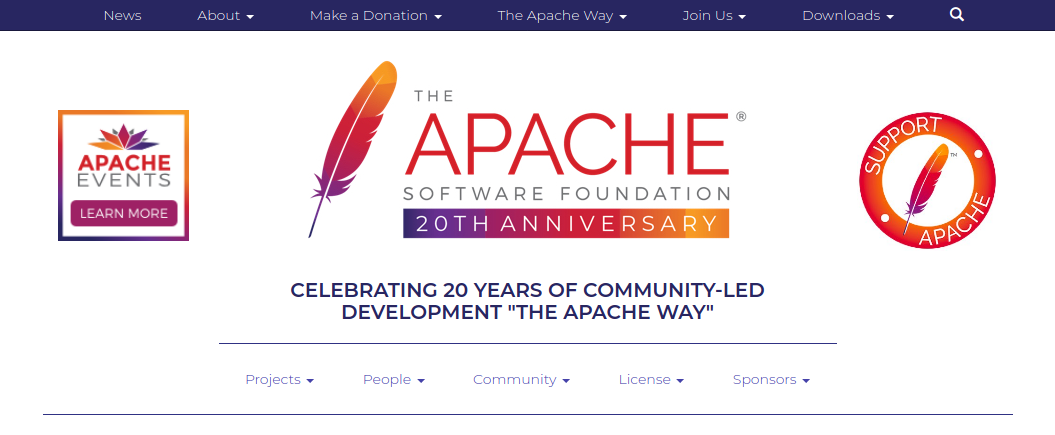 News About Make a Donation The Apache Way Join Us Downloads
APACHE
EVENTS
LEARN MORE
THE
APACHE®
SOFTWARE FOUNDATION
20TH ANNIVERSARY
SUPPORT
™
APACHE
CELEBRATING 20 YEARS OF COMMUNITY-LED
DEVELOPMENT "THE APACHE WAY"
Projects People Community License Sponsors